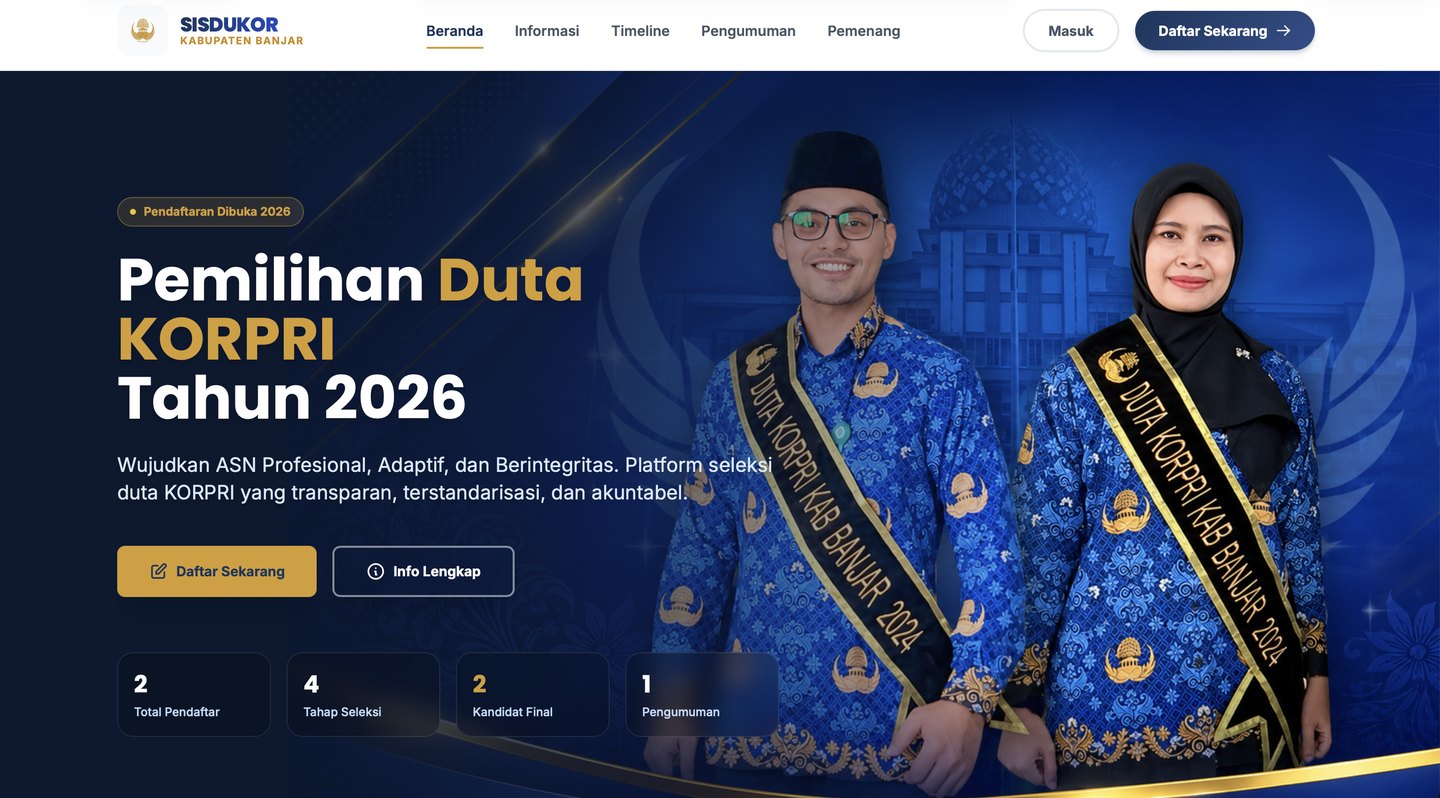 SISDUKOR
KABUPATEN BANJAR
Beranda
Informasi
Timeline
Pengumuman
Pemenang
Masuk
Daftar Sekarang
Pendaftaran Dibuka 2026
Pemilihan Duta
KORPRI
Tahun 2026
Wujudkan ASN Profesional, Adaptif, dan Berintegritas. Platform seleksi
duta KORPRI yang transparan, terstandarisasi, dan akuntabel.
Daftar Sekarang
Info Lengkap
2
Total Pendaftar
4
Tahap Seleksi
2
Kandidat Final
1
Pengumuman
DUTA KORPRI KAB BANJAR 2024
DUTA KORPRI KAB BANJAR 2024